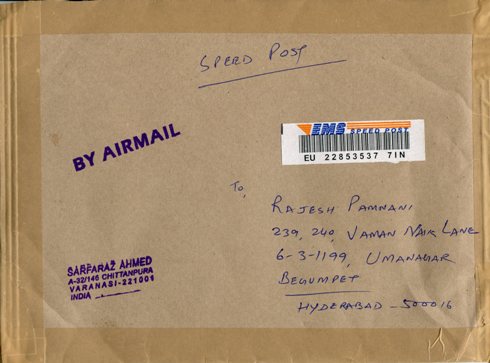 SPEED POST
BY AIRMAIL
EMS SPEED POST
EU 22853537 7IN
To,
RAJESH PAMNANI
239, 240, VAMAN NAIK LANE
6-3-1199, UMANAGAR
BEGUMPET
HYDERABAD - 500016
SARFARAZ AHMED
A-32/146 CHITTANPURA
VARANASI-221001
INDIA